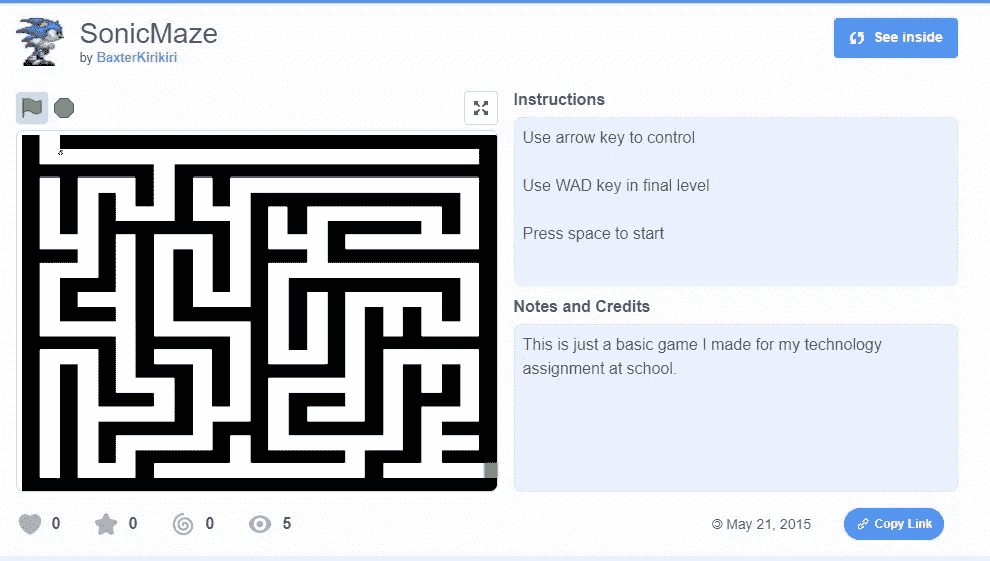 SonicMaze
by BaxterKirikiri
See inside
Instructions
Use arrow key to control
Use WAD key in final level
Press space to start
Notes and Credits
This is just a basic game I made for my technology
assignment at school.
0
0
0
5
© May 21, 2015
Copy Link